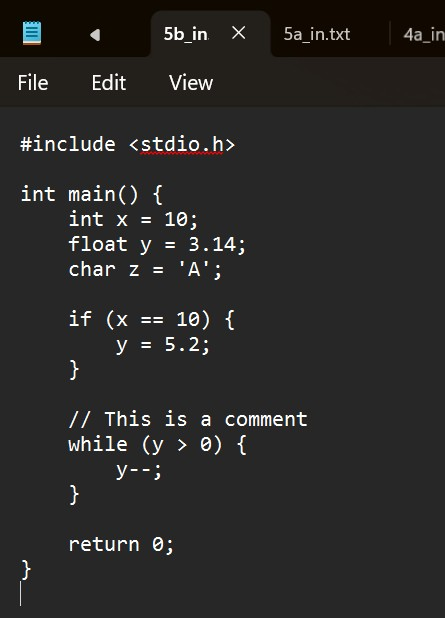 5b_in
5a_in.txt
4a_in
File Edit View
#include <stdio.h>

int main() {
    int x = 10;
    float y = 3.14;
    char z = 'A';

    if (x == 10) {
        y = 5.2;
    }

    // This is a comment
    while (y > 0) {
        y--;
    }

    return 0;
}